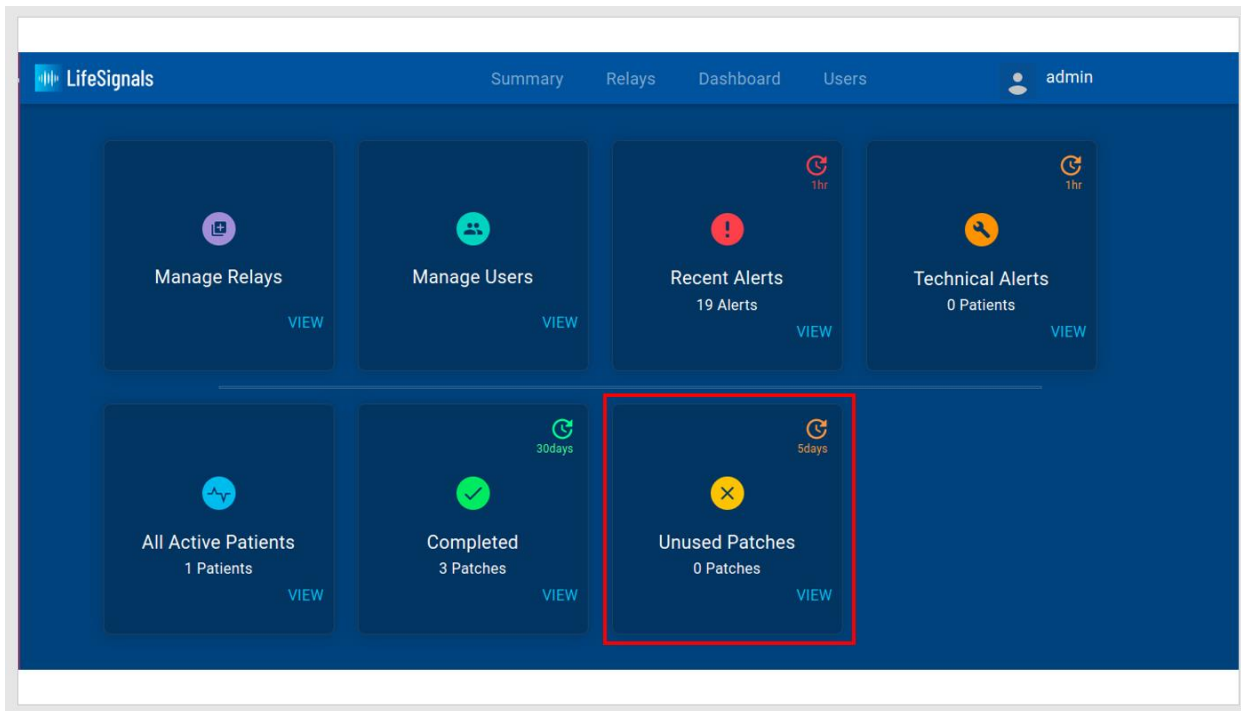 LifeSignals
Summary Relays Dashboard Users
admin
Manage Relays
VIEW
Manage Users
VIEW
1hr
Recent Alerts
19 Alerts
VIEW
1hr
Technical Alerts
0 Patients
VIEW
All Active Patients
1 Patients
VIEW
30days
Completed
3 Patches
VIEW
5days
Unused Patches
0 Patches
VIEW